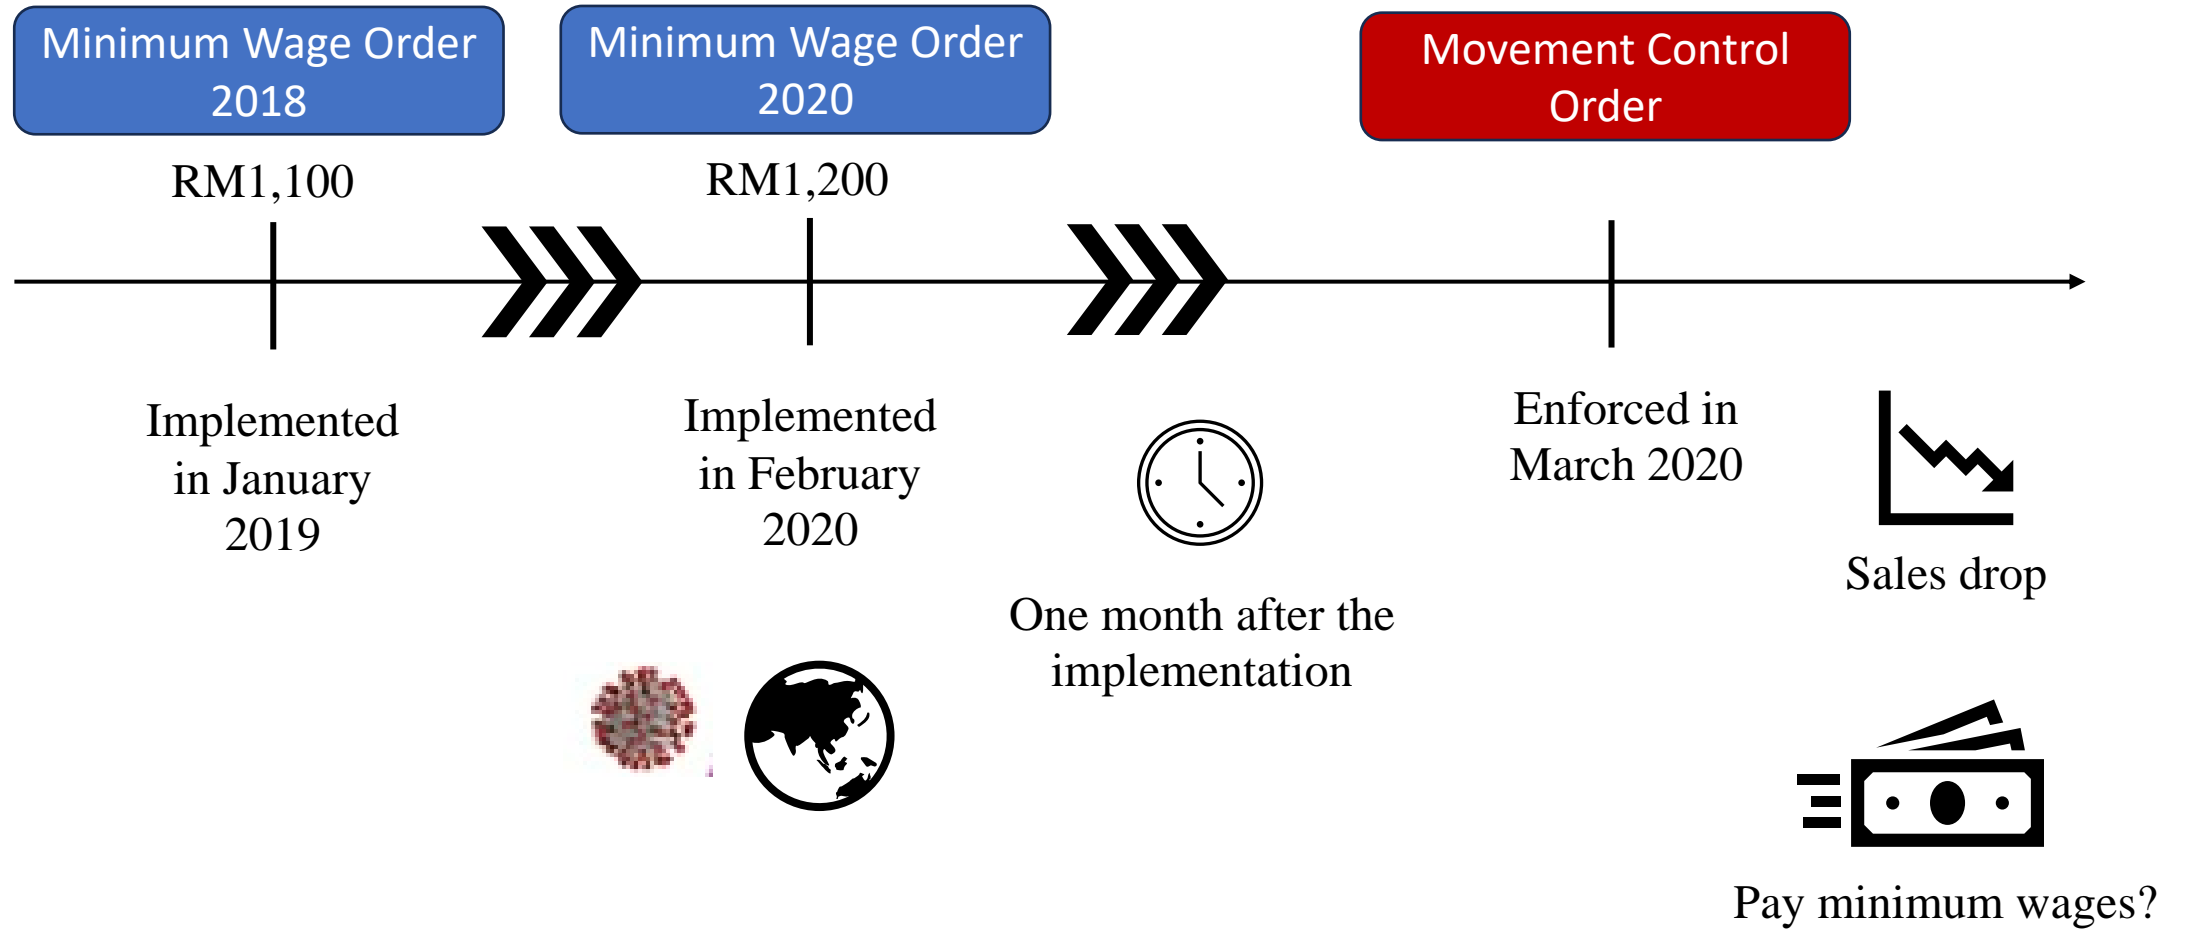 Minimum Wage Order
2018
Minimum Wage Order
2020
Movement Control
Order
RM1,100
RM1,200
Implemented
in January
2019
Implemented
in February
2020
One month after the
implementation
Enforced in
March 2020
Sales drop
Pay minimum wages?